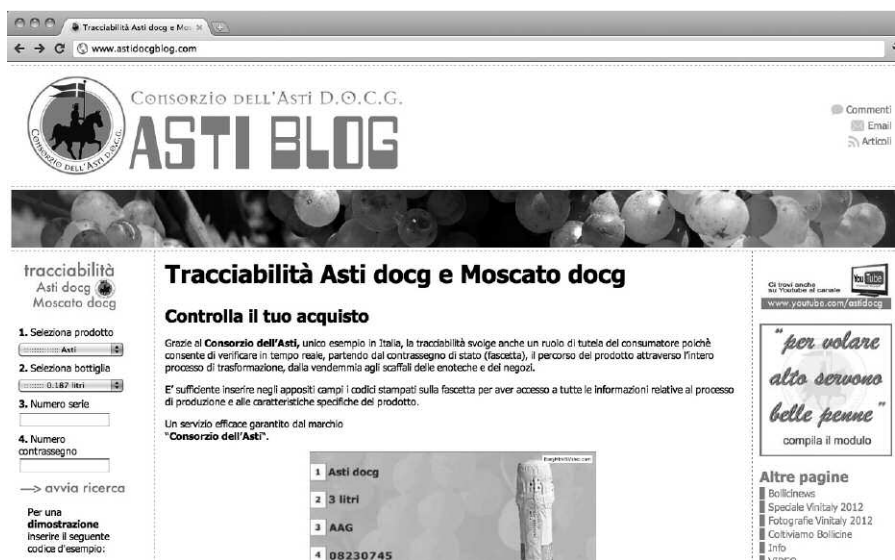 Tracciabilità Asti docg e Mos
www.astidocgblog.com
CONSORZIO DELL'ASTI D.O.C.G.
ASTI BLOG
CONSORZIO DELL'ASTI D.O.C.G.
Commenti
Email
Articoli
tracciabilità
Asti docg
Moscato docg
1. Seleziona prodotto
Asti
2. Seleziona bottiglia
0.187 litri
3. Numero serie
4. Numero
contrassegno
—> avvia ricerca
Per una
dimostrazione
inserire il seguente
codice d'esempio:
Tracciabilità Asti docg e Moscato docg
Controlla il tuo acquisto
Grazie al Consorzio dell'Asti, unico esempio in Italia, la tracciabilità svolge anche un ruolo di tutela del consumatore poichè
consente di verificare in tempo reale, partendo dal contrassegno di stato (fascetta), il percorso del prodotto attraverso l'intero
processo di trasformazione, dalla vendemmia agli scaffali delle enoteche e dei negozi.
E' sufficiente inserire negli appositi campi i codici stampati sulla fascetta per aver accesso a tutte le informazioni relative al processo
di produzione e alle caratteristiche specifiche del prodotto.
Un servizio efficace garantito dal marchio
"Consorzio dell'Asti".
1 Asti docg
2 3 litri
3 AAG
4 08230745
Ci trovi anche
su Youtube al canale
You Tube
www.youtube.com/astidocg
"per volare
alto servono
belle penne"
compila il modulo
Altre pagine
Bollicinews
Speciale Vinitaly 2012
Fotografie Vinitaly 2012
Coltiviamo Bollicine
Info